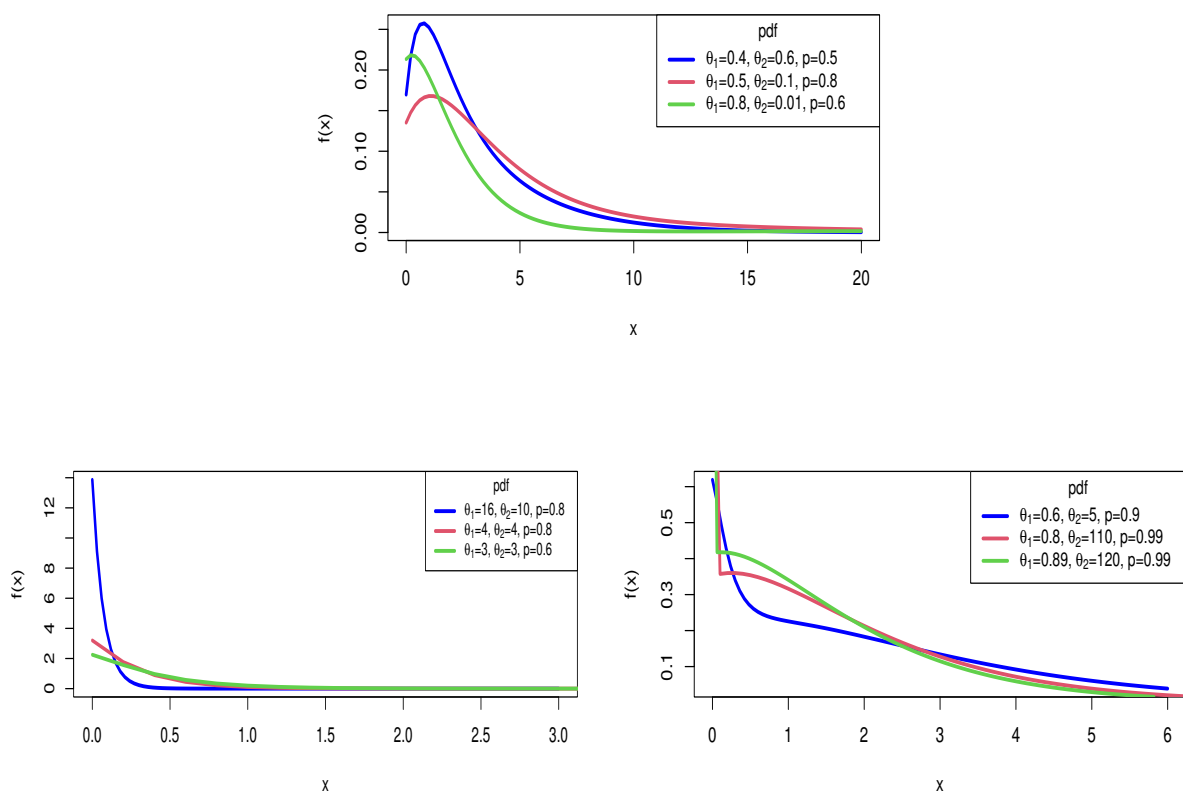 pdf
θ1=0.4, θ2=0.6, p=0.5
θ1=0.5, θ2=0.1, p=0.8
θ1=0.8, θ2=0.01, p=0.6
f(x)
0.00 0.10 0.20
0 5 10 15 20
x
pdf
θ1=16, θ2=10, p=0.8
θ1=4, θ2=4, p=0.8
θ1=3, θ2=3, p=0.6
f(x)
0 2 4 6 8 12
0.0 0.5 1.0 1.5 2.0 2.5 3.0
x
pdf
θ1=0.6, θ2=5, p=0.9
θ1=0.8, θ2=110, p=0.99
θ1=0.89, θ2=120, p=0.99
f(x)
0.1 0.3 0.5
0 1 2 3 4 5 6
x